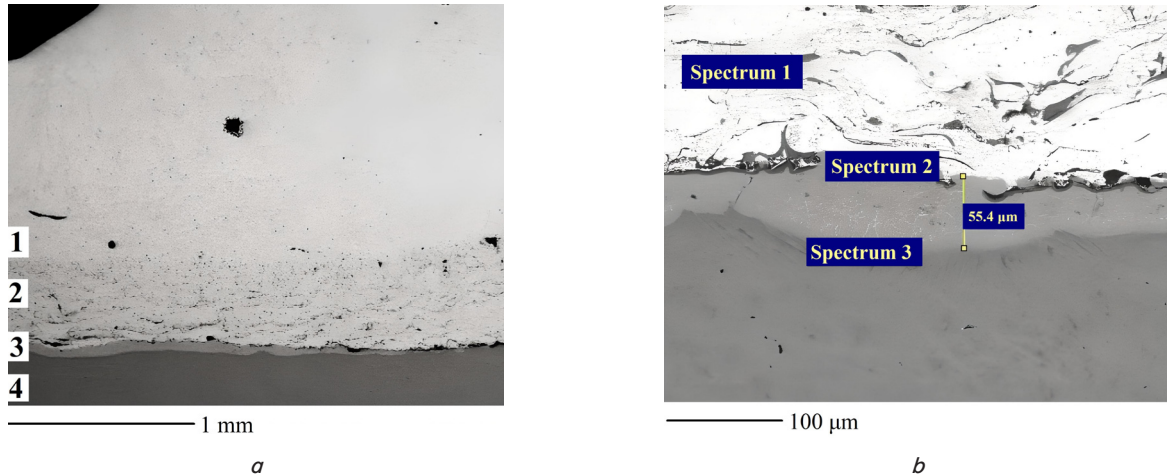 1
2
3
4
1 mm
a
Spectrum 1
Spectrum 2
55.4 μm
Spectrum 3
100 μm
b